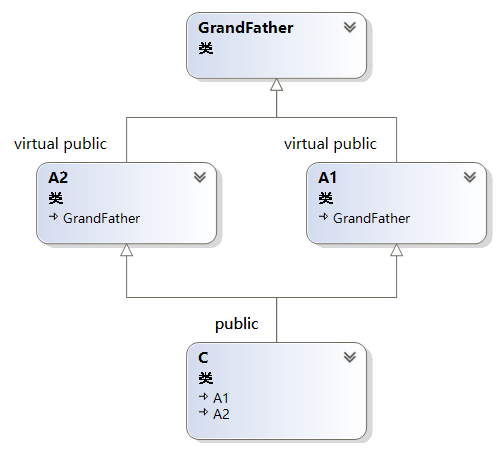 GrandFather
类
virtual public
virtual public
A2
类
GrandFather
A1
类
GrandFather
public
C
类
A1
A2